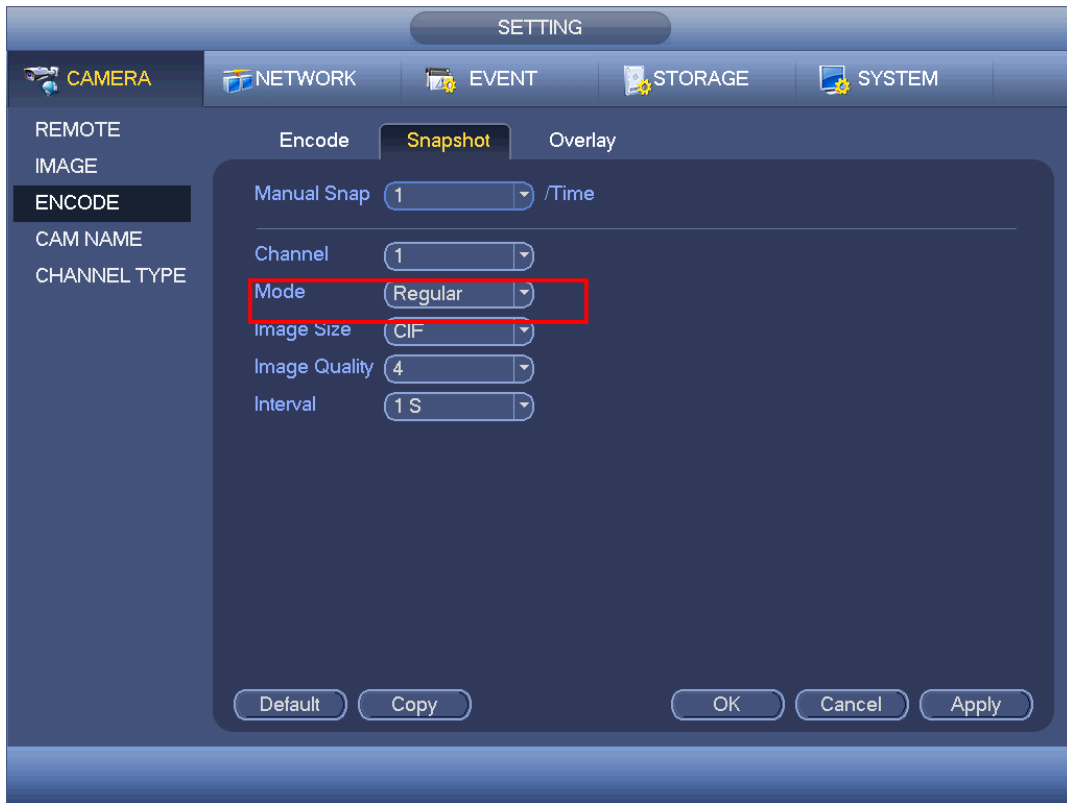 SETTING
CAMERA NETWORK EVENT STORAGE SYSTEM
REMOTE
IMAGE
ENCODE
CAM NAME
CHANNEL TYPE
Encode Snapshot Overlay
Manual Snap 1 /Time
Channel 1
Mode Regular
Image Size CIF
Image Quality 4
Interval 1 S
Default Copy OK Cancel Apply